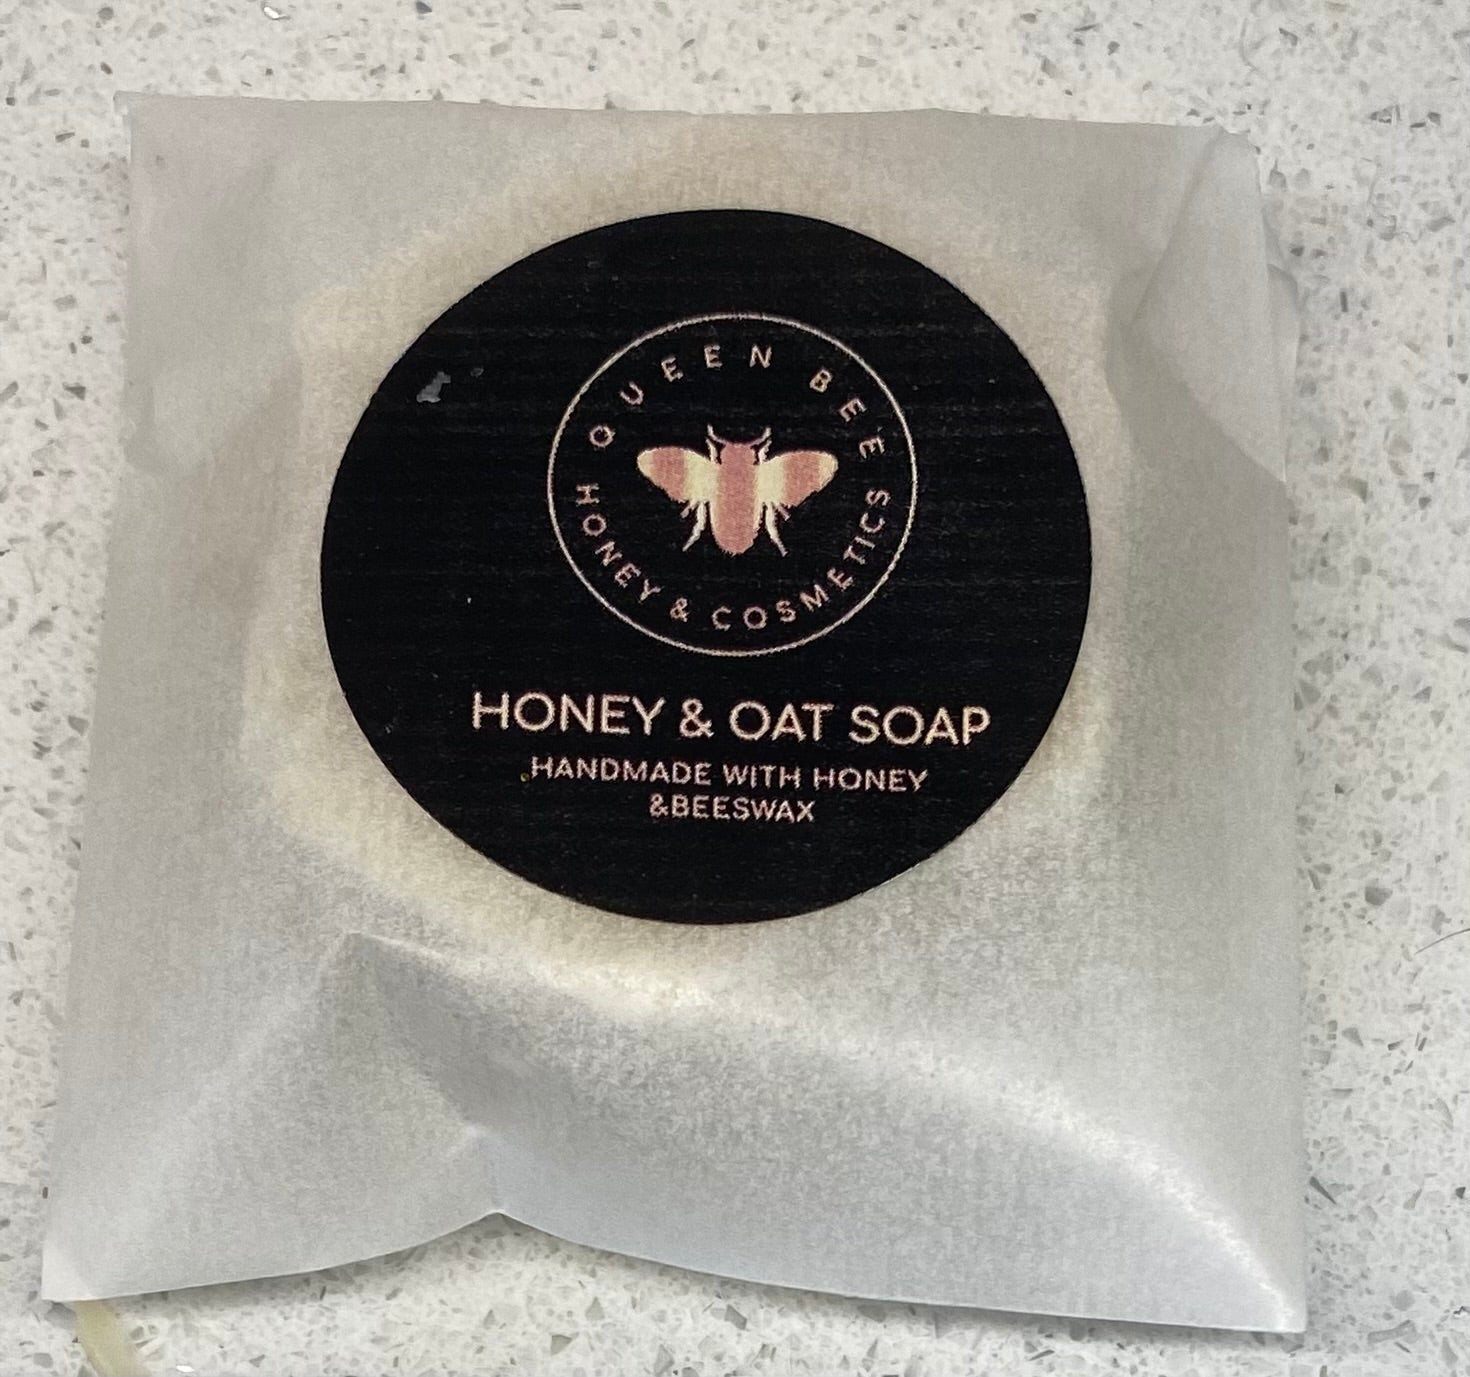 QUEEN BEE
HONEY & COSMETICS
HONEY & OAT SOAP
HANDMADE WITH HONEY
&BEESWAX